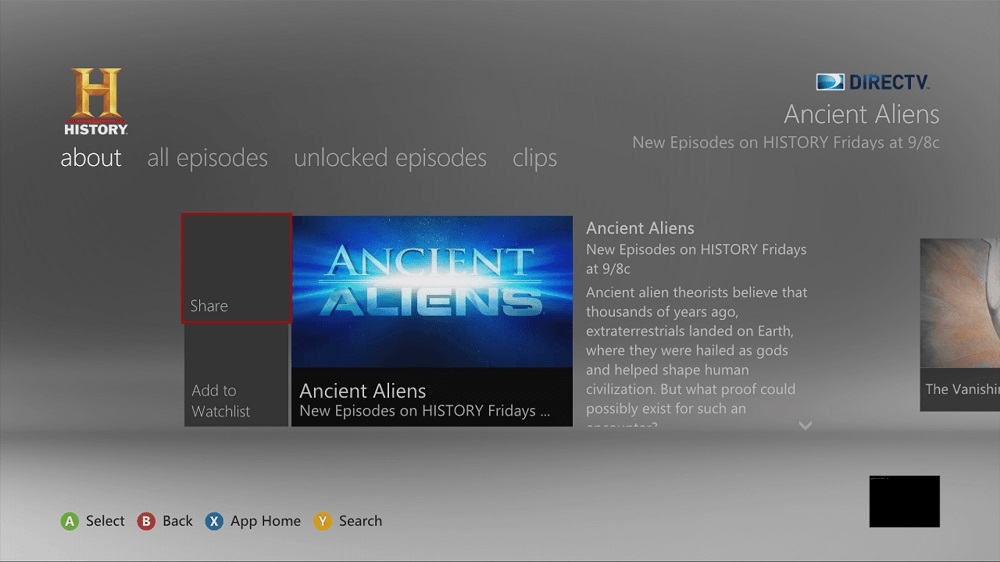 HISTORY
DIRECTV
Ancient Aliens
New Episodes on HISTORY Fridays at 9/8c
about all episodes unlocked episodes clips
Share
Add to
Watchlist
ANCIENT
ALIENS
Ancient Aliens
New Episodes on HISTORY Fridays ...
Ancient Aliens
New Episodes on HISTORY Fridays
at 9/8c
Ancient alien theorists believe that
thousands of years ago,
extraterrestrials landed on Earth,
where they were hailed as gods
and helped shape human
civilization. But what proof could
possibly exist for such an
encounter?
The Vanishi
A Select B Back X App Home Y Search